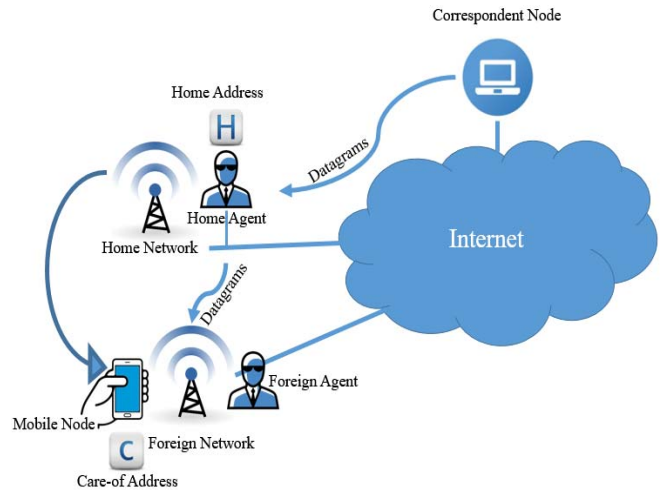 Correspondent Node
Home Address
H
Datagrams
Home Agent
Home Network
Internet
Datagrams
Foreign Agent
Mobile Node
Foreign Network
C
Care-of Address